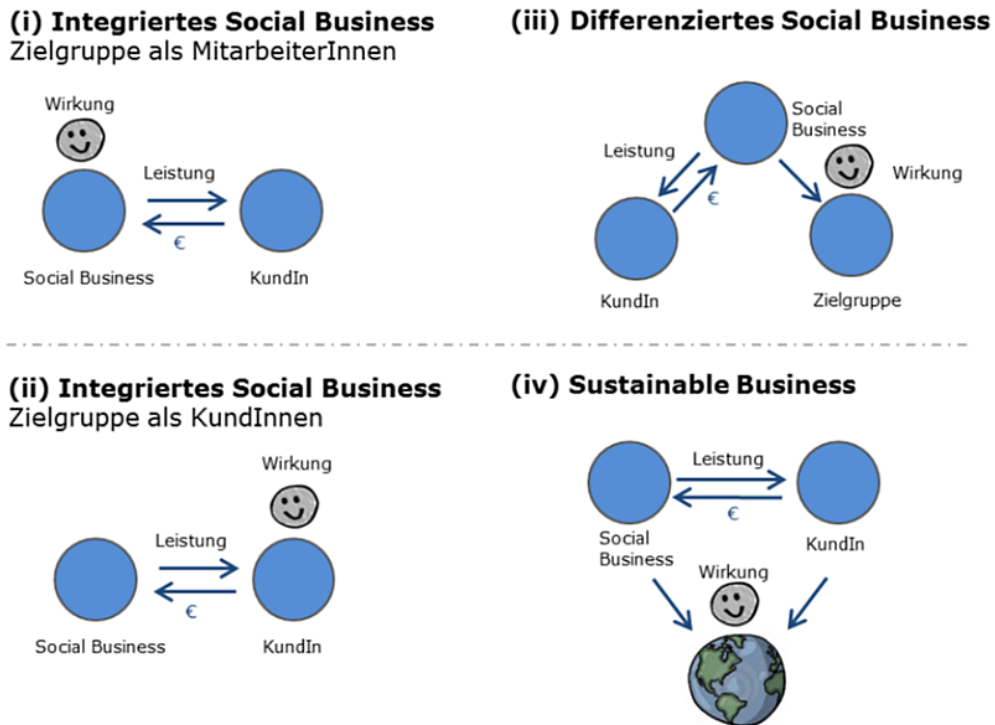 (i) Integriertes Social Business
Zielgruppe als MitarbeiterInnen
Wirkung
Leistung
€
Social Business
KundIn
(iii) Differenziertes Social Business
Social
Business
Leistung
€
Wirkung
KundIn
Zielgruppe
(ii) Integriertes Social Business
Zielgruppe als KundInnen
Wirkung
Leistung
€
Social Business
KundIn
(iv) Sustainable Business
Leistung
€
Social
Business
KundIn
Wirkung